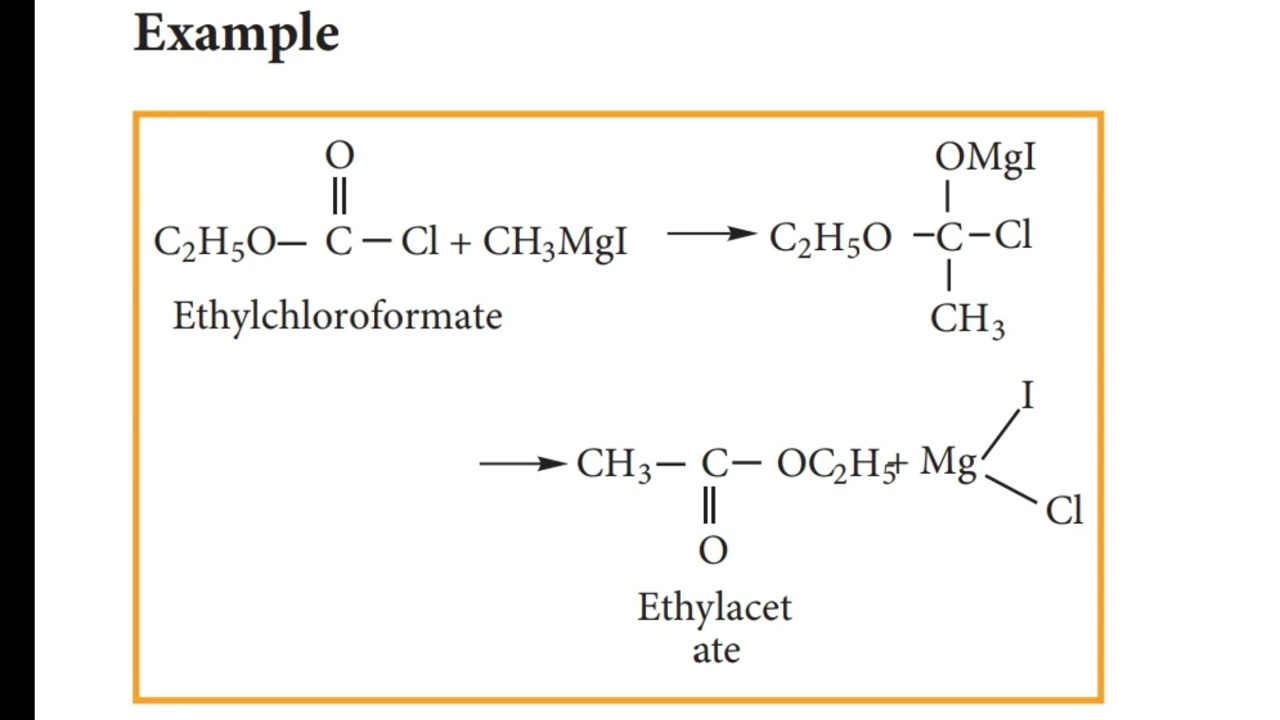 Example
O
||
C₂H₅O— C — Cl + CH₃MgI ⟶ C₂H₅O –C–Cl
OMgI
|
|
CH₃
Ethylchloroformate
⟶ CH₃— C— OC₂H₅+ Mg
I
Cl
||
O
Ethylacet
ate